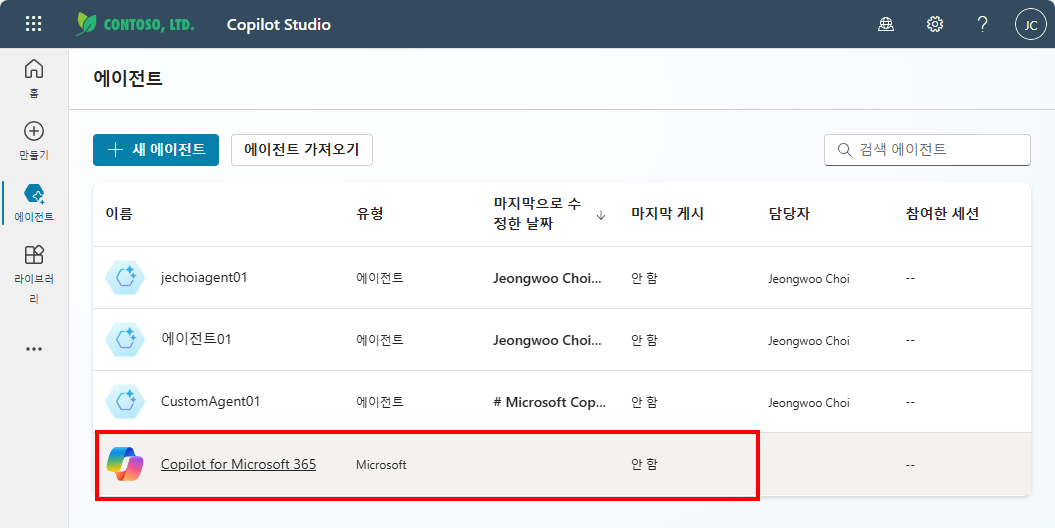 CONTOSO, LTD. Copilot Studio JC
홈
만들기
에이전트
라이브러
리
에이전트
새 에이전트 에이전트 가져오기 검색 에이전트
이름 유형 마지막으로 수 마지막 게시 담당자 참여한 세션
정한 날짜
jechoiagent01 에이전트 Jeongwoo Choi... 안 함 Jeongwoo Choi --
에이전트01 에이전트 Jeongwoo Choi... 안 함 Jeongwoo Choi --
CustomAgent01 에이전트 # Microsoft Cop... 안 함 Jeongwoo Choi --
Copilot for Microsoft 365 Microsoft 안 함 --